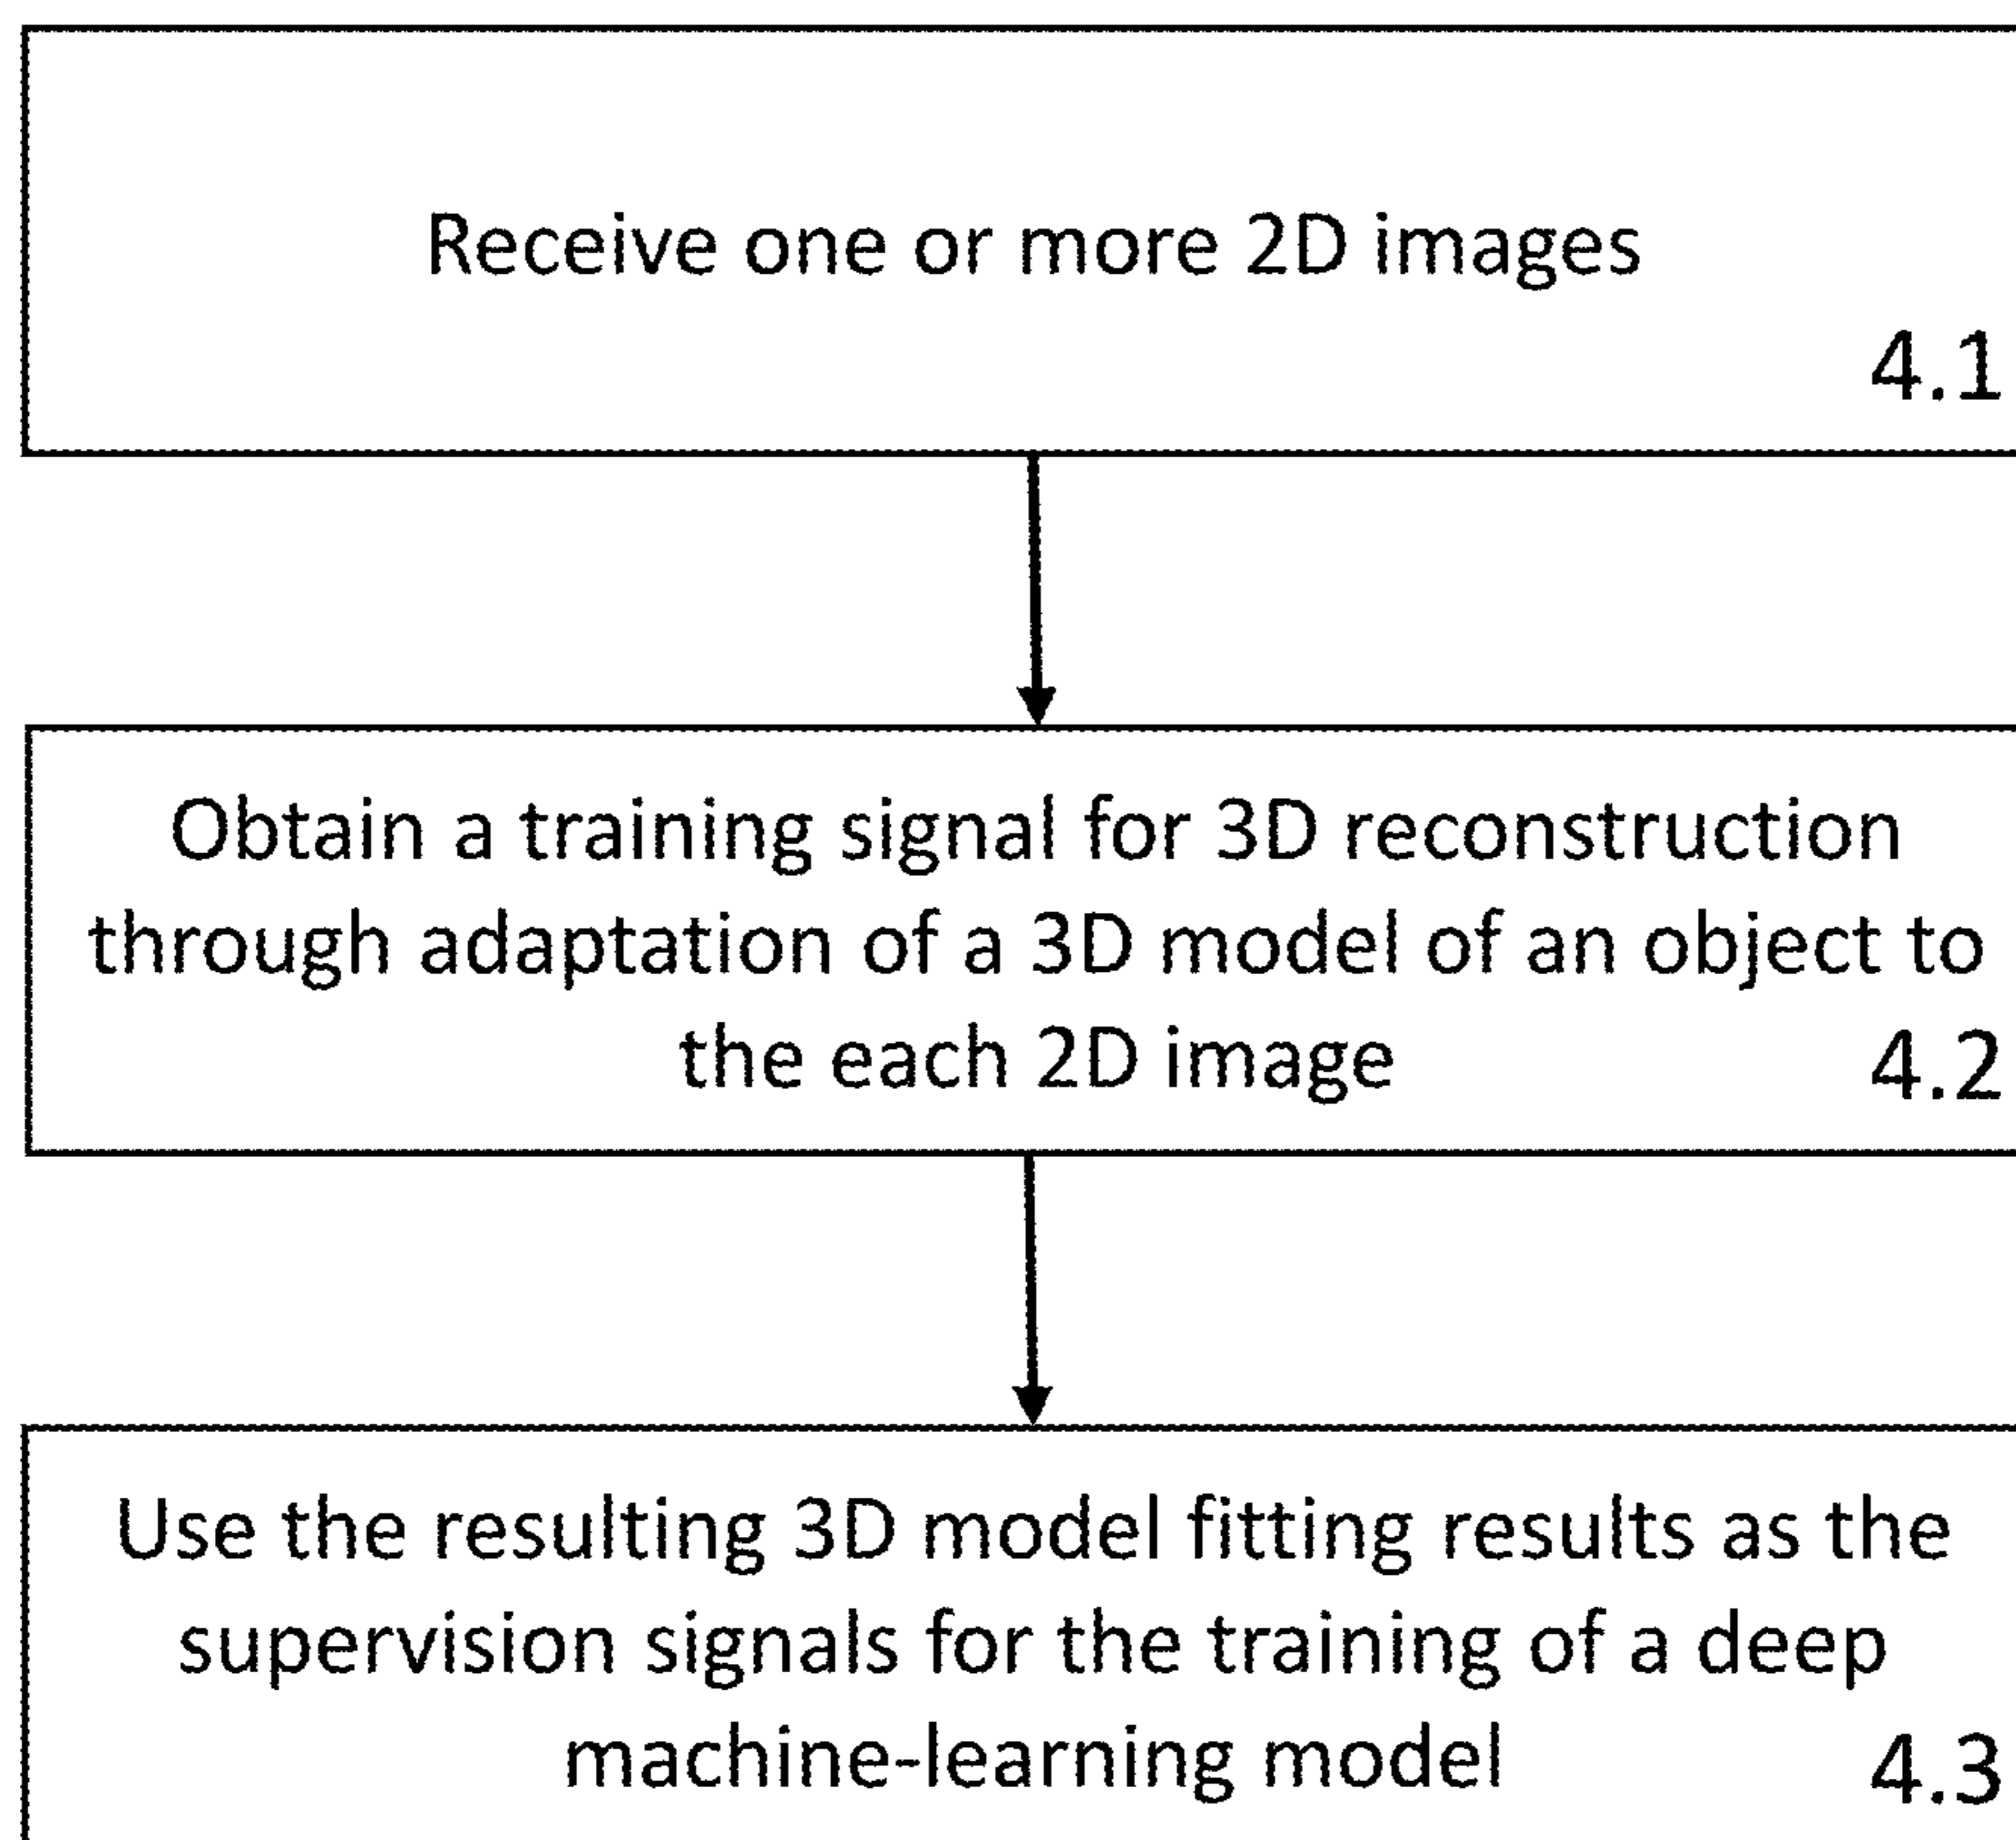 Receive one or more 2D images
4.1
Obtain a training signal for 3D reconstruction
through adaptation of a 3D model of an object to
the each 2D image
4.2
Use the resulting 3D model fitting results as the
supervision signals for the training of a deep
machine-learning model
4.3